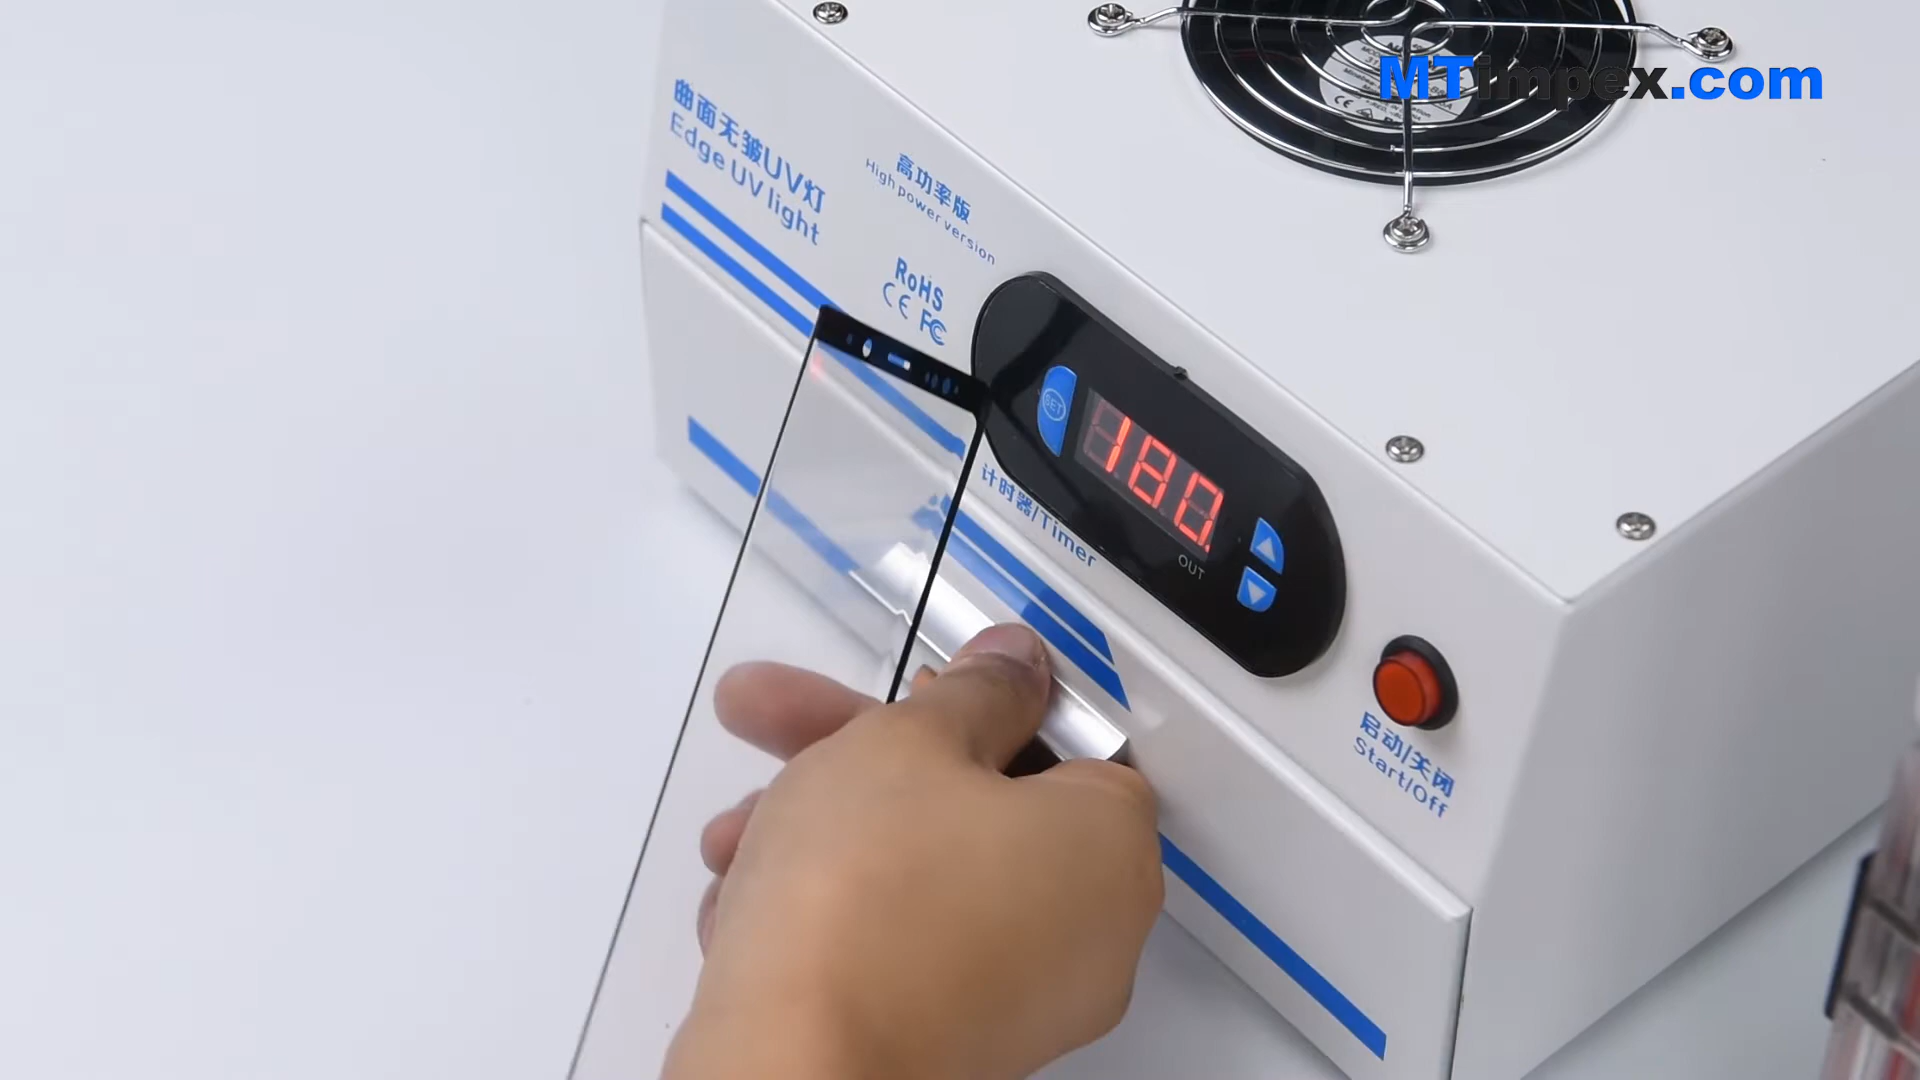 MTimpex.com
曲面无皱UV灯
Edge UV light
高功率版
High power version
RoHS
CE FC
SET
180.
OUT
计时器/Timer
启动/关闭
Start/Off